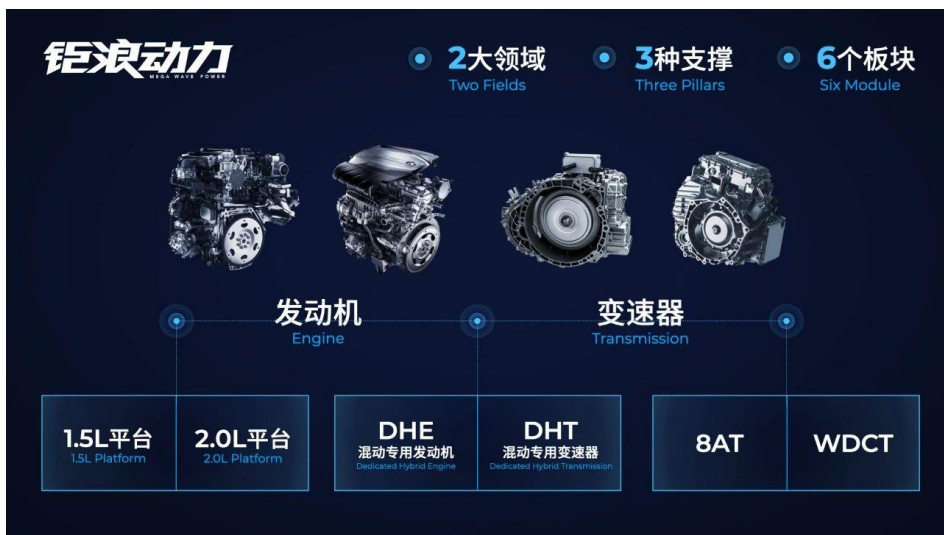 钜浪动力
MEGA WAVE POWER
2大领域
Two Fields
3种支撑
Three Pillars
6个板块
Six Module
发动机
Engine
变速器
Transmission
1.5L平台
1.5L Platform
2.0L平台
2.0L Platform
DHE
混动专用发动机
Dedicated Hybrid Engine
DHT
混动专用变速器
Dedicated Hybrid Transmission
8AT
WDCT